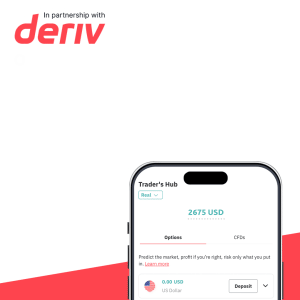 In partnership with
deriv
Trader's Hub
Real
2675 USD
Options
CFDs
Predict the market, profit if you're right, risk only what you put
in. Learn more
0.00 USD
US Dollar
Deposit